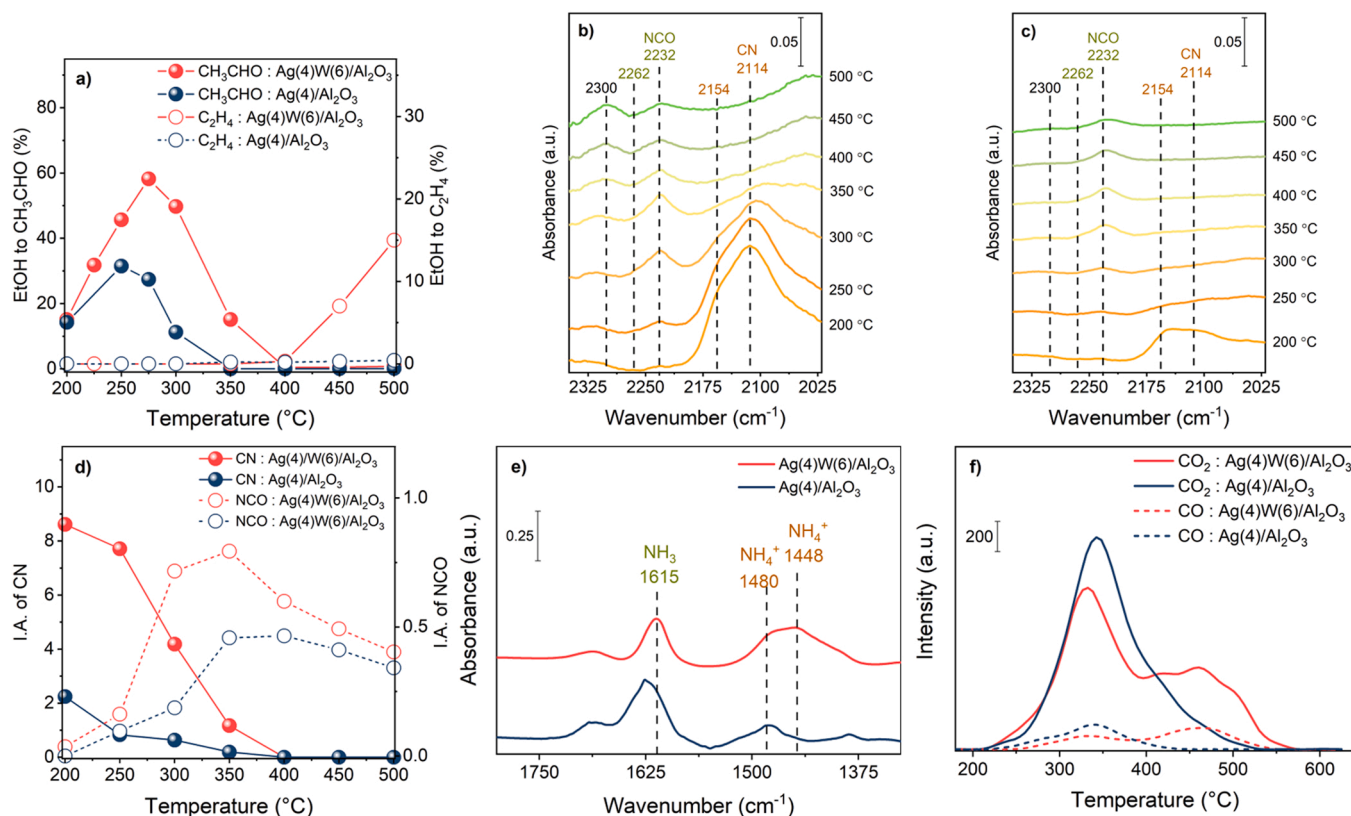 a)
CH₃CHO : Ag(4)W(6)/Al₂O₃
CH₃CHO : Ag(4)/Al₂O₃
C₂H₄ : Ag(4)W(6)/Al₂O₃
C₂H₄ : Ag(4)/Al₂O₃
EtOH to CH₃CHO (%)
80
60
40
20
0
EtOH to C₂H₄ (%)
30
20
10
0
200 250 300 350 400 450 500
Temperature (°C)
b)
0.05
NCO
2232
CN
2114
2300
2262
2154
500 °C
450 °C
400 °C
350 °C
300 °C
250 °C
200 °C
Absorbance (a.u.)
2325 2250 2175 2100 2025
Wavenumber (cm⁻¹)
c)
0.05
NCO
2232
CN
2114
2300
2262
2154
500 °C
450 °C
400 °C
350 °C
300 °C
250 °C
200 °C
Absorbance (a.u.)
2325 2250 2175 2100 2025
Wavenumber (cm⁻¹)
d)
CN : Ag(4)/W(6)/Al₂O₃
CN : Ag(4)/Al₂O₃
NCO : Ag(4)W(6)/Al₂O₃
NCO : Ag(4)W(6)/Al₂O₃
I.A. of CN
10
8
6
4
2
0
I.A. of NCO
1.0
0.5
0.0
200 250 300 350 400 450 500
Temperature (°C)
e)
Ag(4)W(6)/Al₂O₃
Ag(4)/Al₂O₃
0.25
NH₃
1615
NH₄⁺
1480
NH₄⁺
1448
Absorbance (a.u.)
1750 1625 1500 1375
Wavenumber (cm⁻¹)
f)
CO₂ : Ag(4)W(6)/Al₂O₃
CO₂ : Ag(4)/Al₂O₃
CO : Ag(4)W(6)/Al₂O₃
CO : Ag(4)/Al₂O₃
200
Intensity (a.u.)
200 300 400 500 600
Temperature (°C)